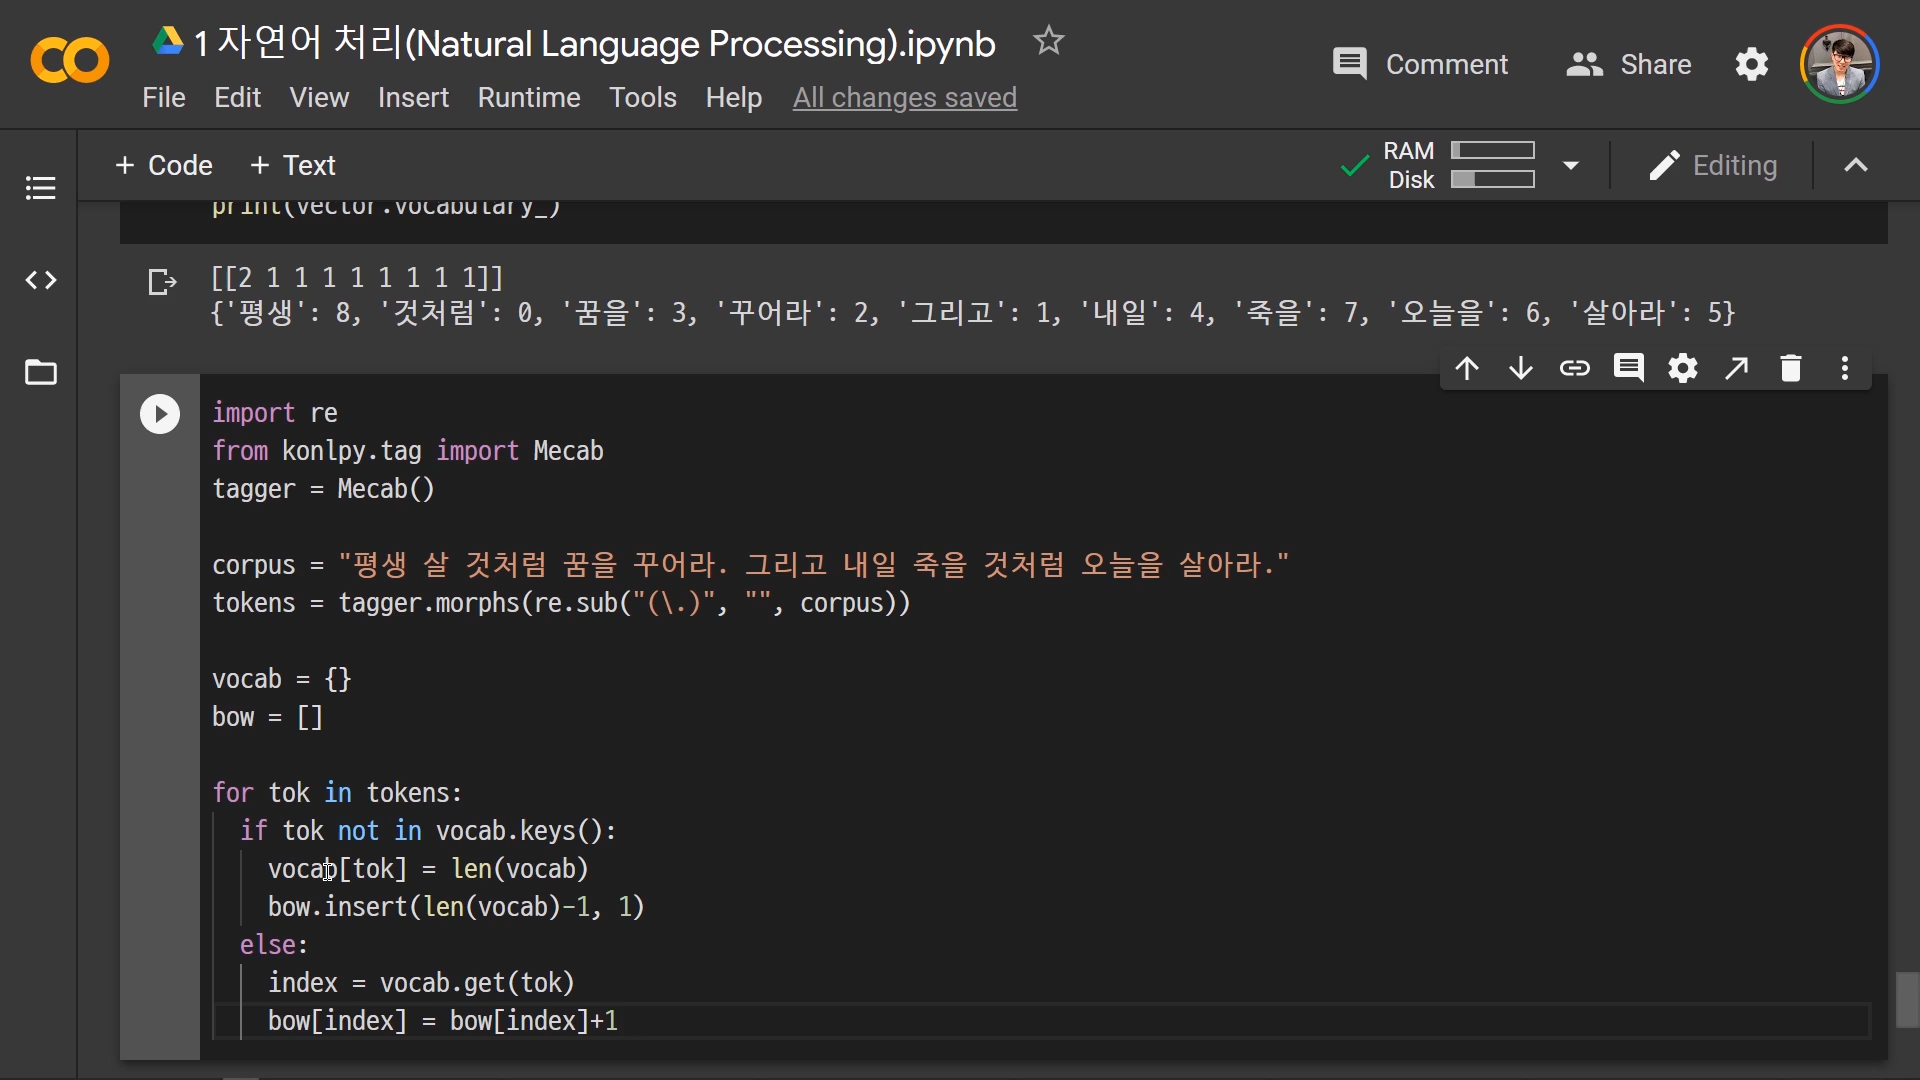 1 자연어 처리(Natural Language Processing).ipynb
Comment
Share
File Edit View Insert Runtime Tools Help All changes saved
+ Code + Text
RAM
Disk
Editing
print(vector.vocabulary_)
[[2 1 1 1 1 1 1 1 1]]
{'평생': 8, '것처럼': 0, '꿈을': 3, '꾸어라': 2, '그리고': 1, '내일': 4, '죽을': 7, '오늘을': 6, '살아라': 5}
import re
from konlpy.tag import Mecab
tagger = Mecab()
corpus = "평생 살 것처럼 꿈을 꾸어라. 그리고 내일 죽을 것처럼 오늘을 살아라."
tokens = tagger.morphs(re.sub("(\.)", "", corpus))
vocab = {}
bow = []
for tok in tokens:
  if tok not in vocab.keys():
    vocab[tok] = len(vocab)
    bow.insert(len(vocab)-1, 1)
  else:
    index = vocab.get(tok)
    bow[index] = bow[index]+1